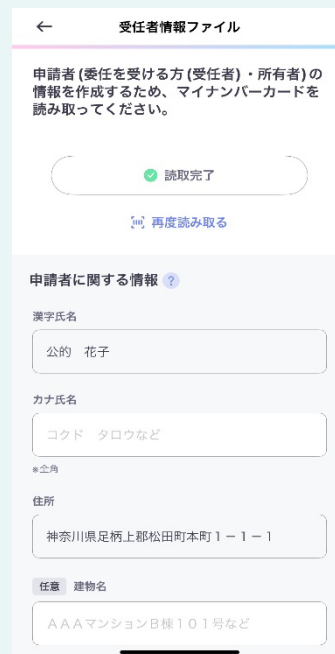 受任者情報ファイル
申請者(委任を受ける方(受任者)・所有者)の
情報を作成するため、マイナンバーカードを
読み取ってください。
読取完了
再度読み取る
申請者に関する情報 ?
漢字氏名
公的 花子
カナ氏名
コクド タロウなど
※全角
住所
神奈川県足柄上郡松田町本町1-1-1
任意 建物名
AAAマンションB棟101号など